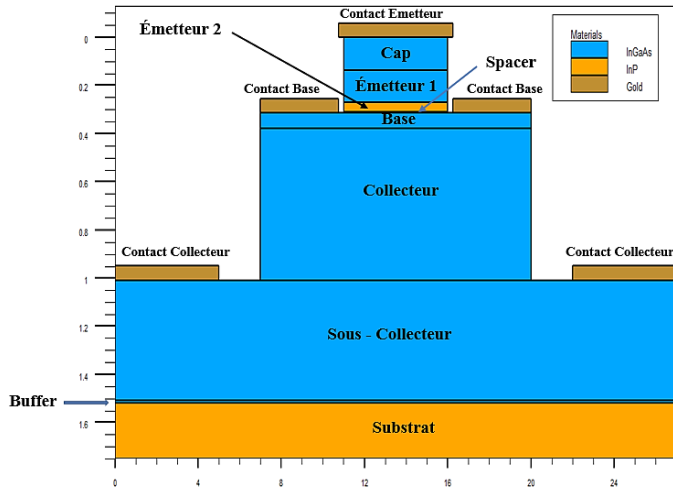 Contact Emetteur
Émetteur 2
Materials
InGaAs
InP
Gold
Cap
Spacer
Émetteur 1
Contact Base
Contact Base
Base
Collecteur
Contact Collecteur
Contact Collecteur
Sous - Collecteur
Buffer
Substrat
0
0.2
0.4
0.6
0.8
1
1.2
1.4
1.6
0 4 8 12 16 20 24